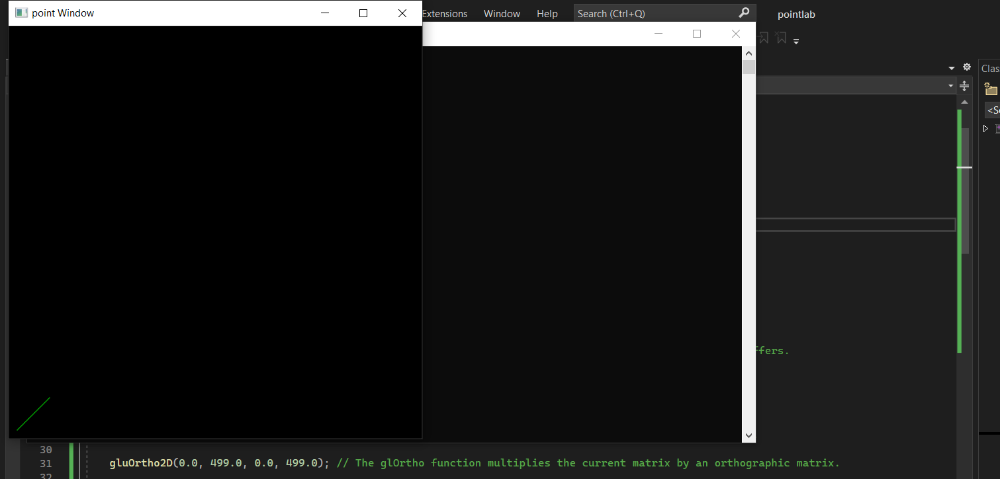 point Window
Extensions Window Help Search (Ctrl+Q) pointlab
Clas
<Se
ffers.
30
31 gluOrtho2D(0.0, 499.0, 0.0, 499.0); // The glOrtho function multiplies the current matrix by an orthographic matrix.
32